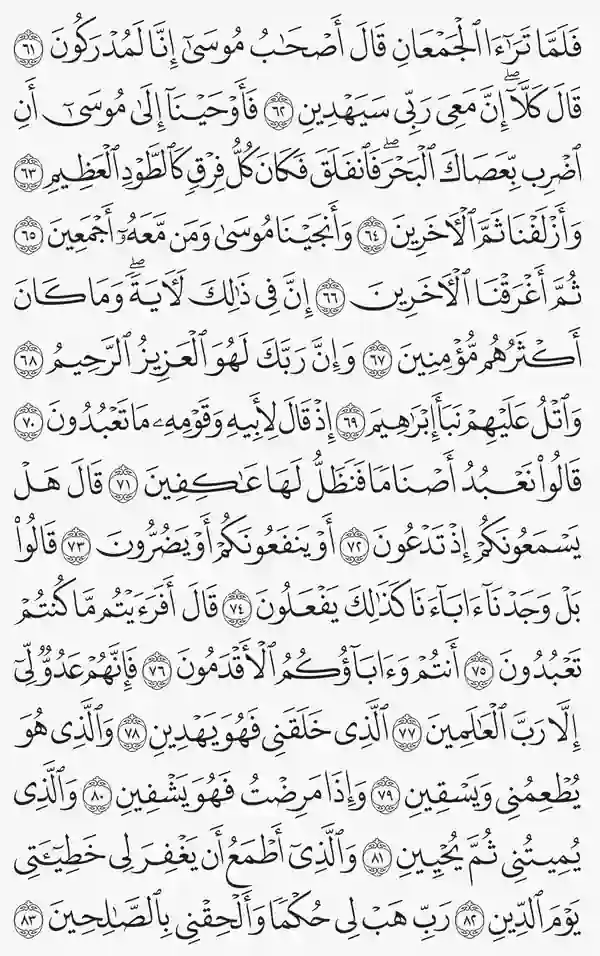 فَلَمَّا تَرَٰٓءَا ٱلْجَمْعَانِ قَالَ أَصْحَٰبُ مُوسَىٰٓ إِنَّا لَمُدْرَكُونَ ٦١
قَالَ كَلَّآ ۖ إِنَّ مَعِىَ رَبِّى سَيَهْدِينِ ٦٢ فَأَوْحَيْنَآ إِلَىٰ مُوسَىٰٓ أَنِ
ٱضْرِب بِّعَصَاكَ ٱلْبَحْرَ ۖ فَٱنفَلَقَ فَكَانَ كُلُّ فِرْقٍ كَٱلطَّوْدِ ٱلْعَظِيمِ ٦٣
وَأَزْلَفْنَا ثَمَّ ٱلْءَاخَرِينَ ٦٤ وَأَنجَيْنَا مُوسَىٰ وَمَن مَّعَهُۥٓ أَجْمَعِينَ ٦٥
ثُمَّ أَغْرَقْنَا ٱلْءَاخَرِينَ ٦٦ إِنَّ فِى ذَٰلِكَ لَءَايَةً ۖ وَمَا كَانَ
أَكْثَرُهُم مُّؤْمِنِينَ ٦٧ وَإِنَّ رَبَّكَ لَهُوَ ٱلْعَزِيزُ ٱلرَّحِيمُ ٦٨
وَٱتْلُ عَلَيْهِمْ نَبَأَ إِبْرَٰهِيمَ ٦٩ إِذْ قَالَ لِأَبِيهِ وَقَوْمِهِۦ مَا تَعْبُدُونَ ٧٠
قَالُوا۟ نَعْبُدُ أَصْنَامًا فَنَظَلُّ لَهَا عَٰكِفِينَ ٧١ قَالَ هَلْ
يَسْمَعُونَكُمْ إِذْ تَدْعُونَ ٧٢ أَوْ يَنفَعُونَكُمْ أَوْ يَضُرُّونَ ٧٣ قَالُوا۟
بَلْ وَجَدْنَآ ءَابَآءَنَا كَذَٰلِكَ يَفْعَلُونَ ٧٤ قَالَ أَفَرَءَيْتُم مَّا كُنتُمْ
تَعْبُدُونَ ٧٥ أَنتُمْ وَءَابَآؤُكُمُ ٱلْأَقْدَمُونَ ٧٦ فَإِنَّهُمْ عَدُوٌّ لِّىٓ
إِلَّا رَبَّ ٱلْعَٰلَمِينَ ٧٧ ٱلَّذِى خَلَقَنِى فَهُوَ يَهْدِينِ ٧٨ وَٱلَّذِى هُوَ
يُطْعِمُنِى وَيَسْقِينِ ٧٩ وَإِذَا مَرِضْتُ فَهُوَ يَشْفِينِ ٨٠ وَٱلَّذِى
يُمِيتُنِى ثُمَّ يُحْيِينِ ٨١ وَٱلَّذِىٓ أَطْمَعُ أَن يَغْفِرَ لِى خَطِيٓـَٔتِى
يَوْمَ ٱلدِّينِ ٨٢ رَبِّ هَبْ لِى حُكْمًا وَأَلْحِقْنِى بِٱلصَّٰلِحِينَ ٨٣